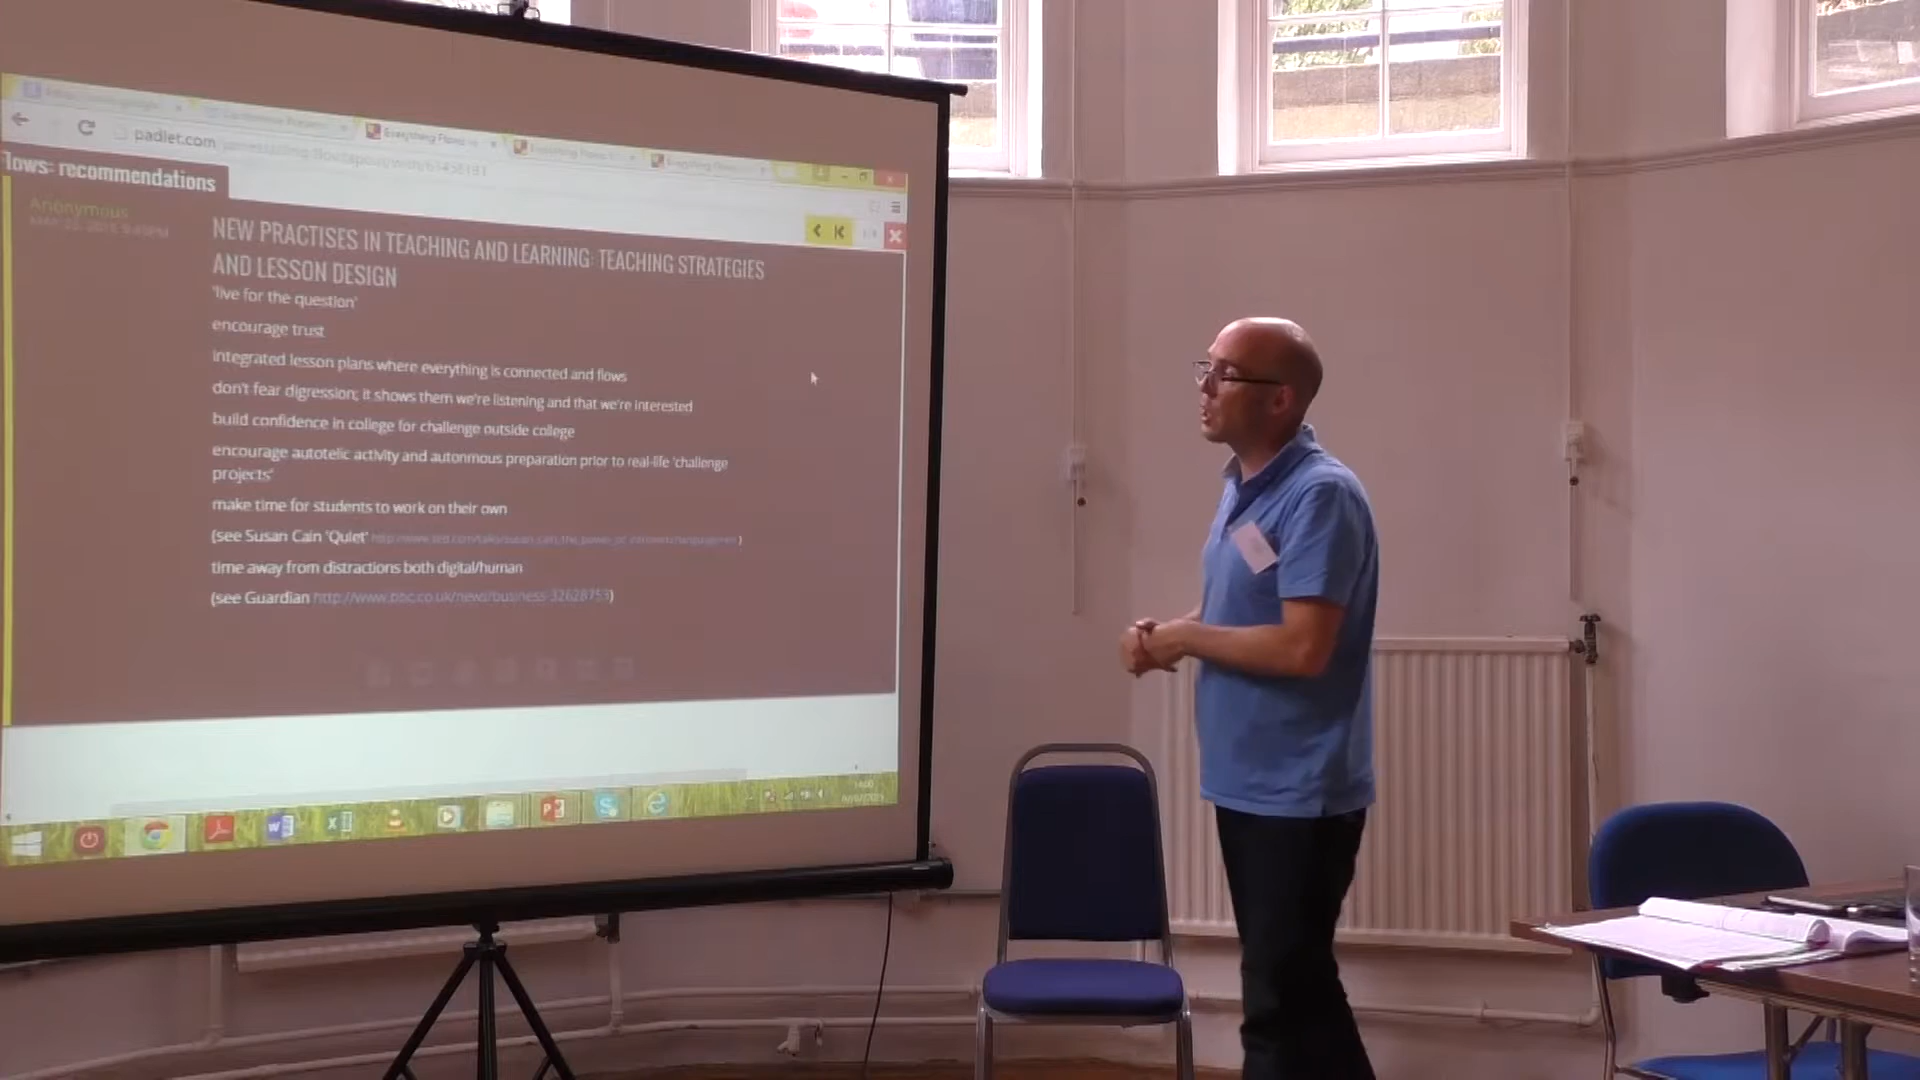 padlet.com
lows: recommendations
Anonymous
NEW PRACTISES IN TEACHING AND LEARNING: TEACHING STRATEGIES
AND LESSON DESIGN
'live for the question'
encourage trust
integrated lesson plans where everything is connected and flows
don't fear digression; it shows them we're listening and that we're interested
build confidence in college for challenge outside college
encourage autotelic activity and autonmous preparation prior to real-life 'challenge
projects'
make time for students to work on their own
(see Susan Cain 'Quiet'
time away from distractions both digital/human
(see Guardian http://www.bbc.co.uk/news/business-32628753)